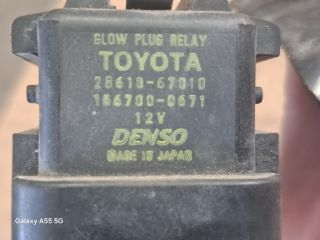 GLOW PLUG RELAY
TOYOTA
28610-67010
156700-0671
12V
DENSO
MADE IN JAPAN
Galaxy A55 5G